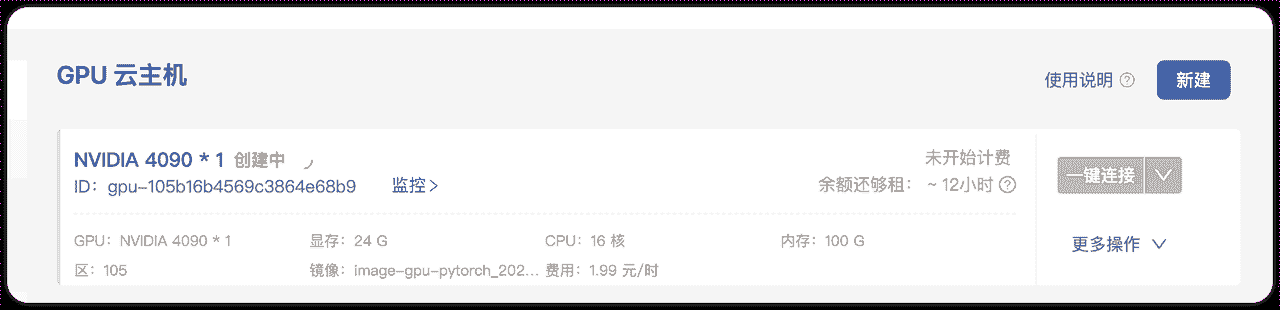 GPU 云主机
使用说明 ?
新建
NVIDIA 4090 * 1 创建中
未开始计费
ID：gpu-105b16b4569c3864e68b9 监控 >
余额还够租：~ 12小时 ?
一键连接
GPU：NVIDIA 4090 * 1 显存：24 G CPU：16 核 内存：100 G
更多操作
区：105 镜像：image-gpu-pytorch_202... 费用：1.99 元/时